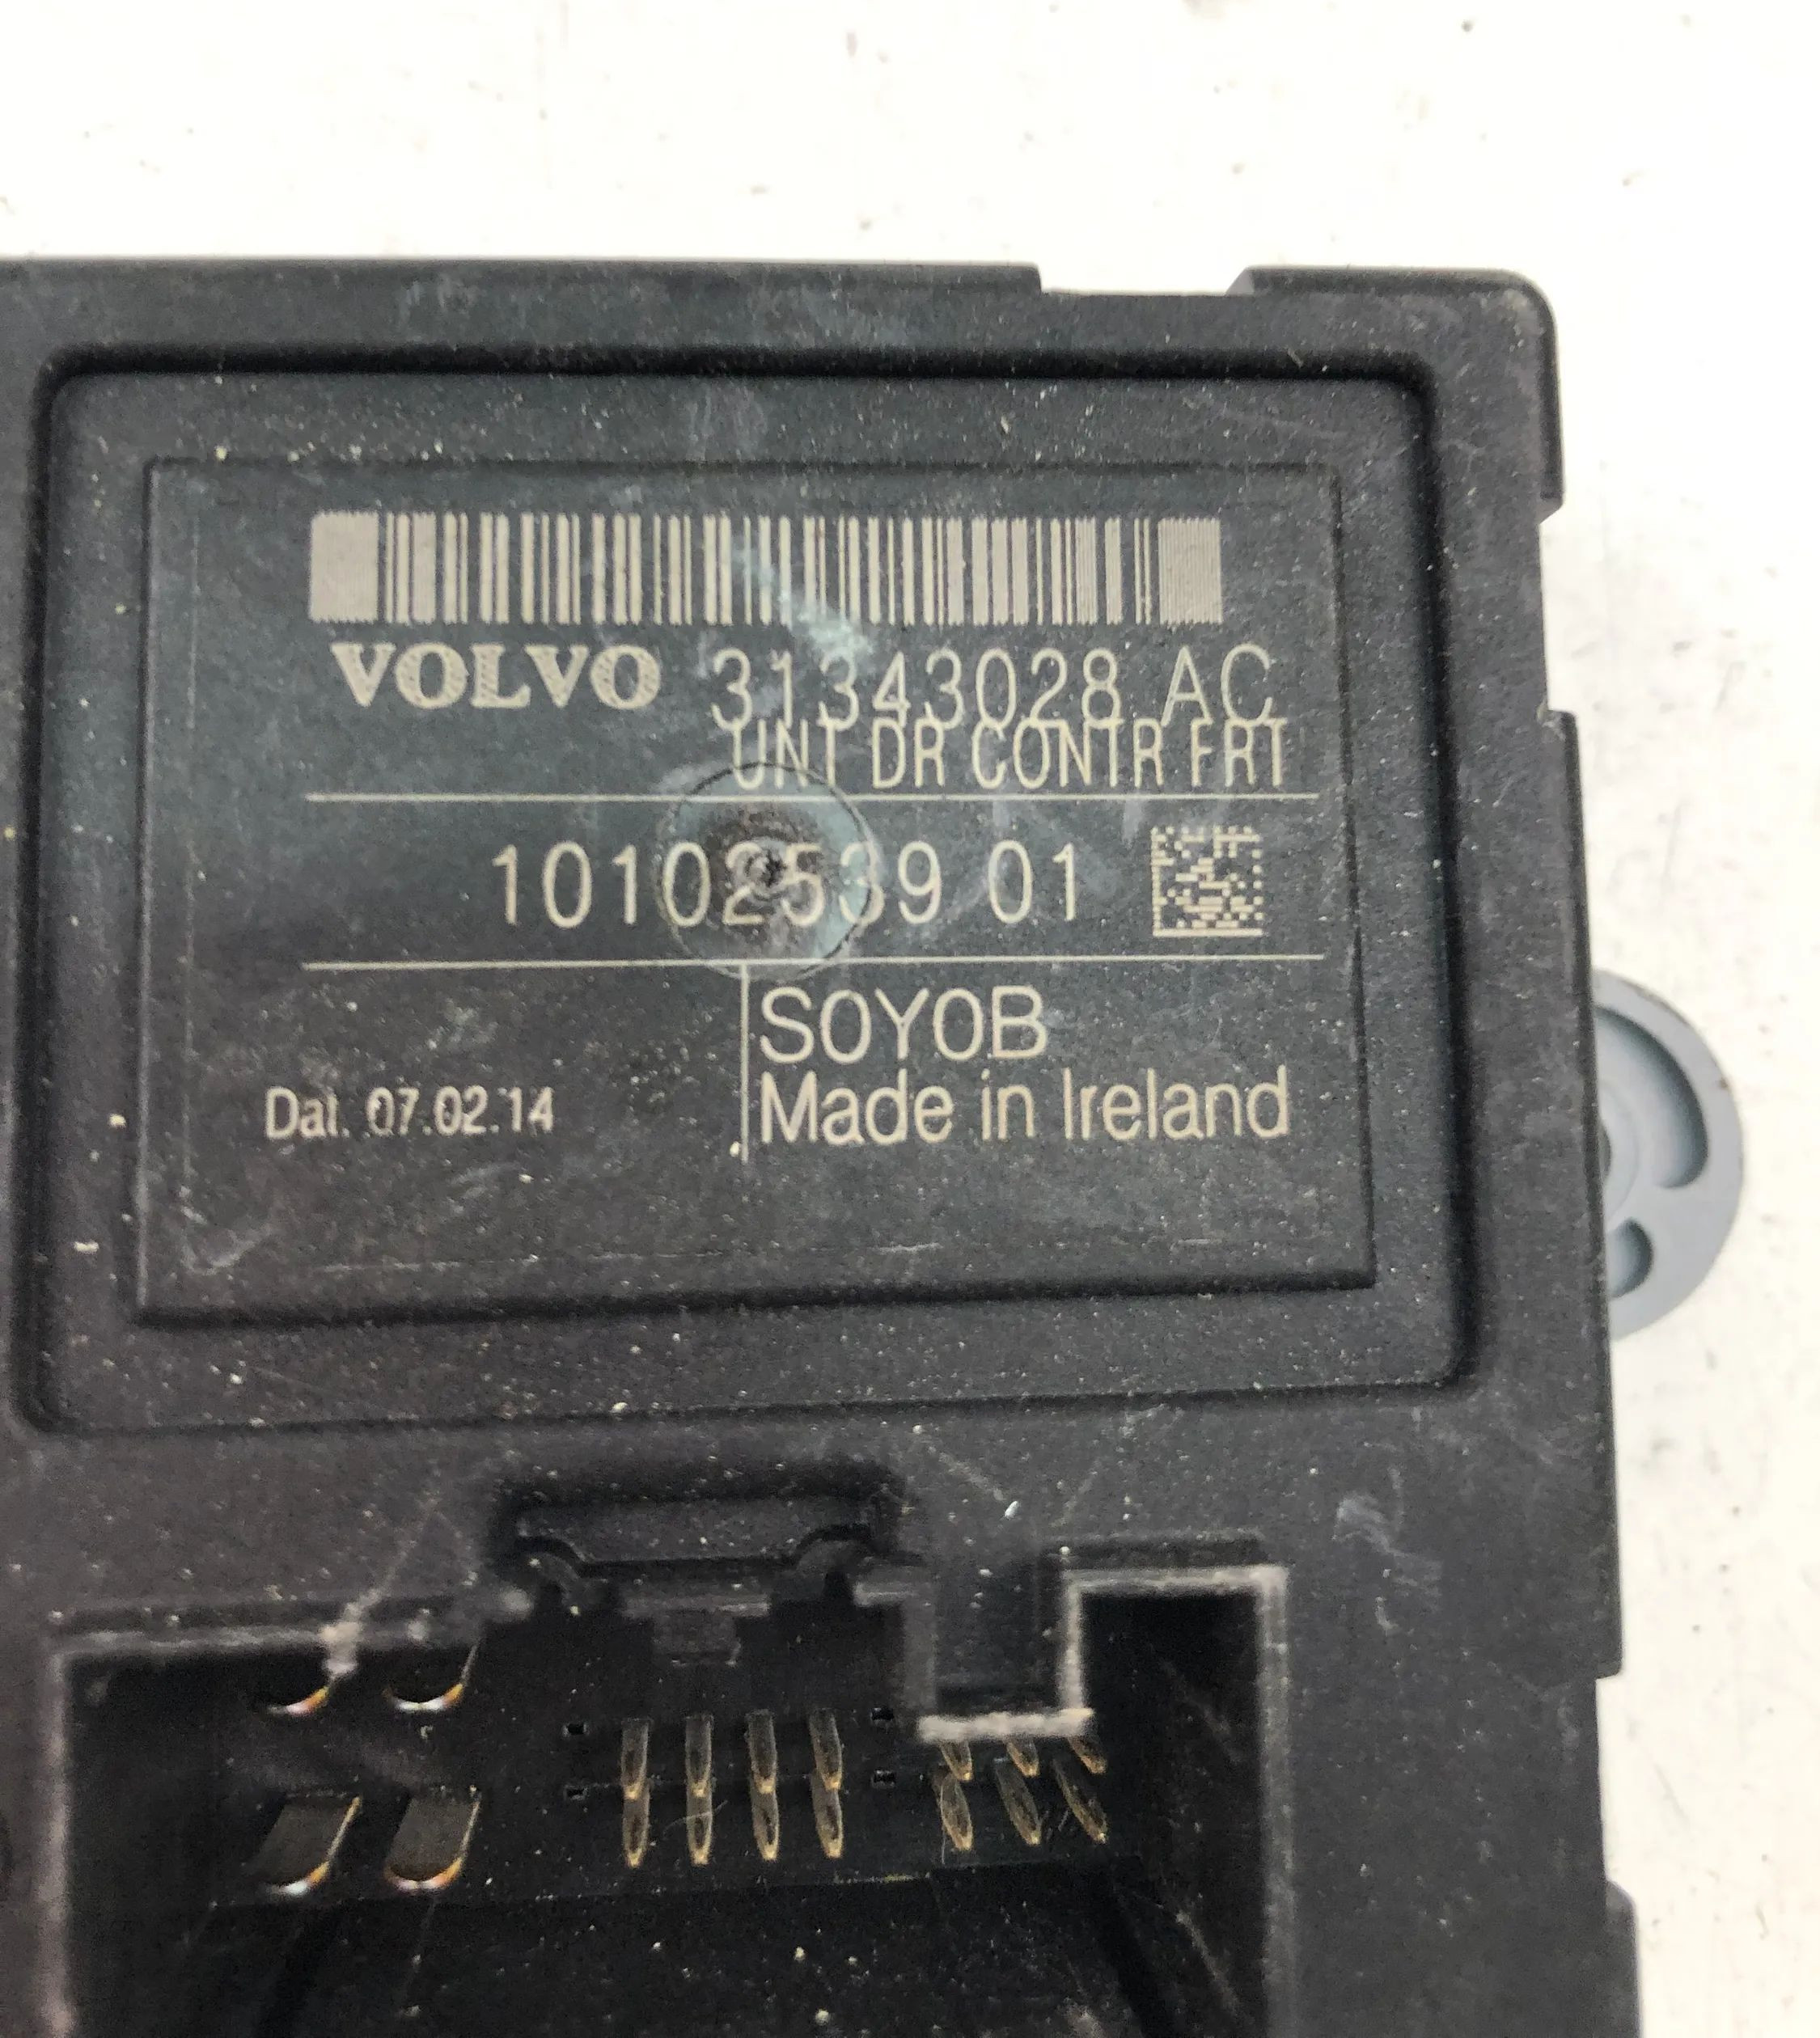 VOLVO 31343028 AC
UNT DR CONTR FRT
10102539 01
S0Y0B
Dat. 07.02.14
Made in Ireland